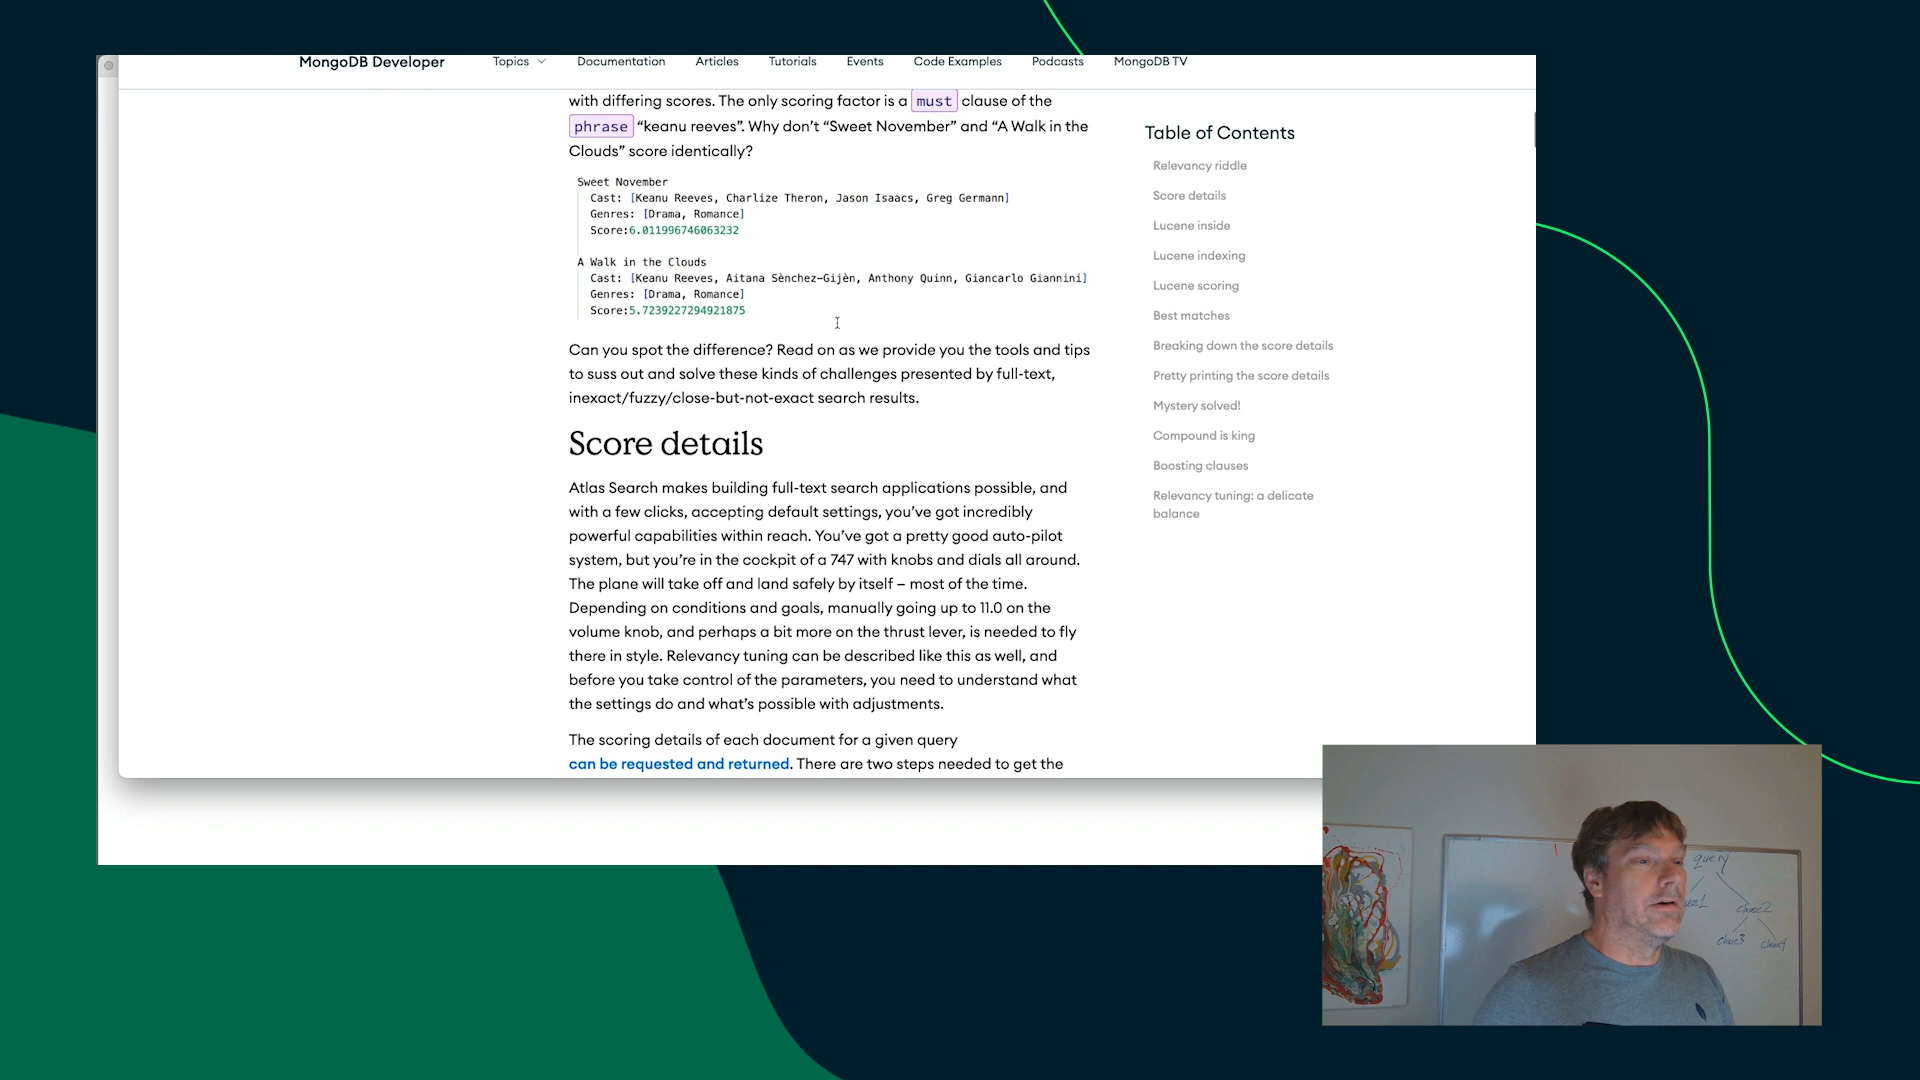 MongoDB Developer
Topics
Documentation
Articles
Tutorials
Events
Code Examples
Podcasts
MongoDB TV
with differing scores. The only scoring factor is a must clause of the
phrase “keanu reeves”. Why don’t “Sweet November” and “A Walk in the
Clouds” score identically?
Sweet November
Cast: [Keanu Reeves, Charlize Theron, Jason Isaacs, Greg Germann]
Genres: [Drama, Romance]
Score:6.011996746063232
A Walk in the Clouds
Cast: [Keanu Reeves, Aitana Sènchez-Gijèn, Anthony Quinn, Giancarlo Giannini]
Genres: [Drama, Romance]
Score:5.7239227294921875
Can you spot the difference? Read on as we provide you the tools and tips
to suss out and solve these kinds of challenges presented by full-text,
inexact/fuzzy/close-but-not-exact search results.
Score details
Atlas Search makes building full-text search applications possible, and
with a few clicks, accepting default settings, you’ve got incredibly
powerful capabilities within reach. You’ve got a pretty good auto-pilot
system, but you’re in the cockpit of a 747 with knobs and dials all around.
The plane will take off and land safely by itself – most of the time.
Depending on conditions and goals, manually going up to 11.0 on the
volume knob, and perhaps a bit more on the thrust lever, is needed to fly
there in style. Relevancy tuning can be described like this as well, and
before you take control of the parameters, you need to understand what
the settings do and what’s possible with adjustments.
The scoring details of each document for a given query
can be requested and returned. There are two steps needed to get the
Table of Contents
Relevancy riddle
Score details
Lucene inside
Lucene indexing
Lucene scoring
Best matches
Breaking down the score details
Pretty printing the score details
Mystery solved!
Compound is king
Boosting clauses
Relevancy tuning: a delicate
balance
query
clause2
clause3
clause4